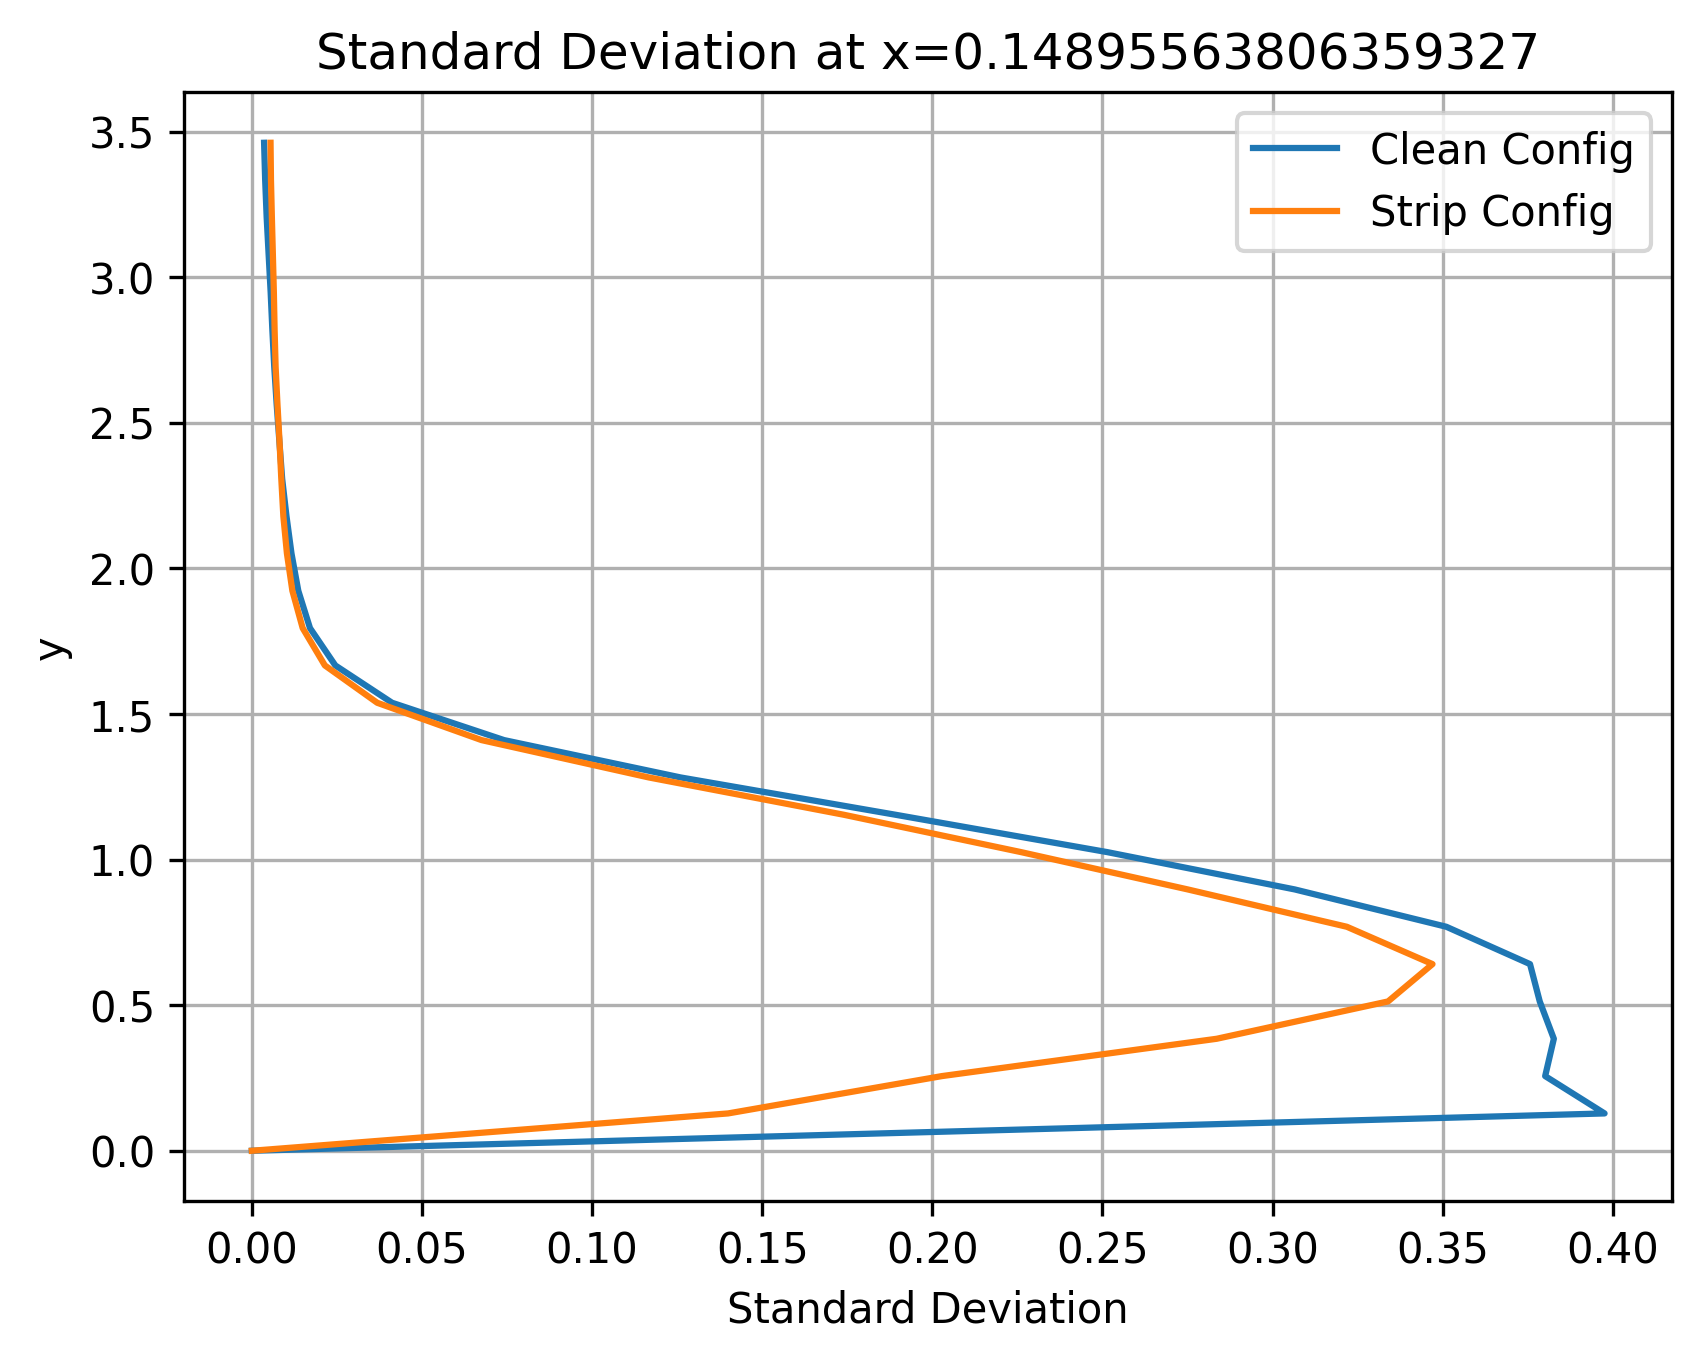 Standard Deviation at x=0.14895563806359327
Clean Config
Strip Config
3.5
3.0
2.5
2.0
1.5
1.0
0.5
0.0
y
0.00 0.05 0.10 0.15 0.20 0.25 0.30 0.35 0.40
Standard Deviation